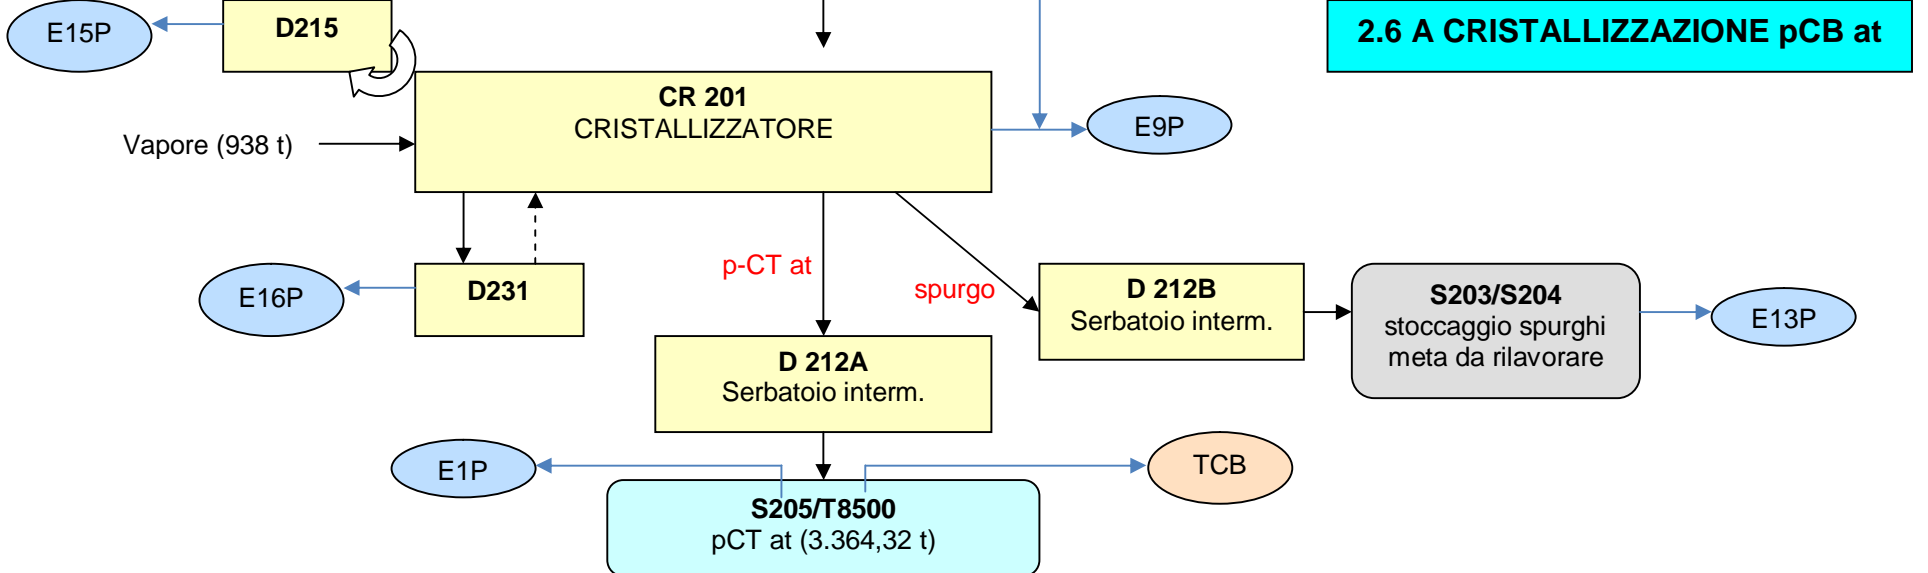 E15P
D215
2.6 A CRISTALLIZZAZIONE pCB at
CR 201
CRISTALLIZZATORE
Vapore (938 t)
E9P
p-CT at
spurgo
E16P
D231
D 212B
Serbatoio interm.
S203/S204
stoccaggio spurghi
meta da rilavorare
E13P
D 212A
Serbatoio interm.
E1P
TCB
S205/T8500
pCT at (3.364,32 t)